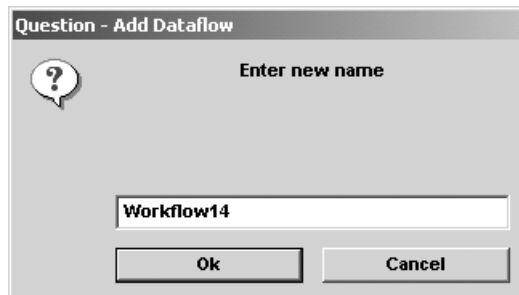 Question - Add Dataflow
Enter new name
Workflow14
Ok
Cancel